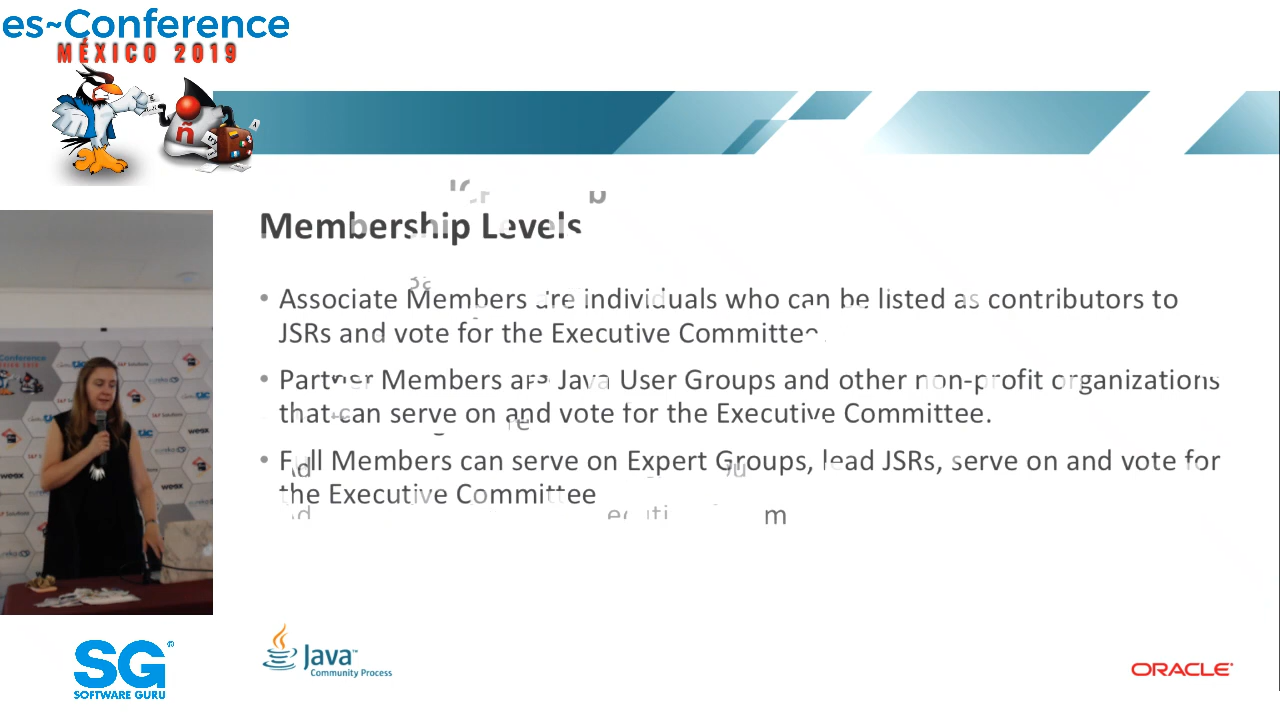 es~Conference
MÉXICO 2019
ñ
Membership Levels
• Associate Members are individuals who can be listed as contributors to
JSRs and vote for the Executive Committee.
• Partner Members are Java User Groups and other non-profit organizations
that can serve on and vote for the Executive Committee.
• Full Members can serve on Expert Groups, lead JSRs, serve on and vote for
the Executive Committee
Conference
SG®
SOFTWARE GURU
Java™
Community Process
ORACLE®